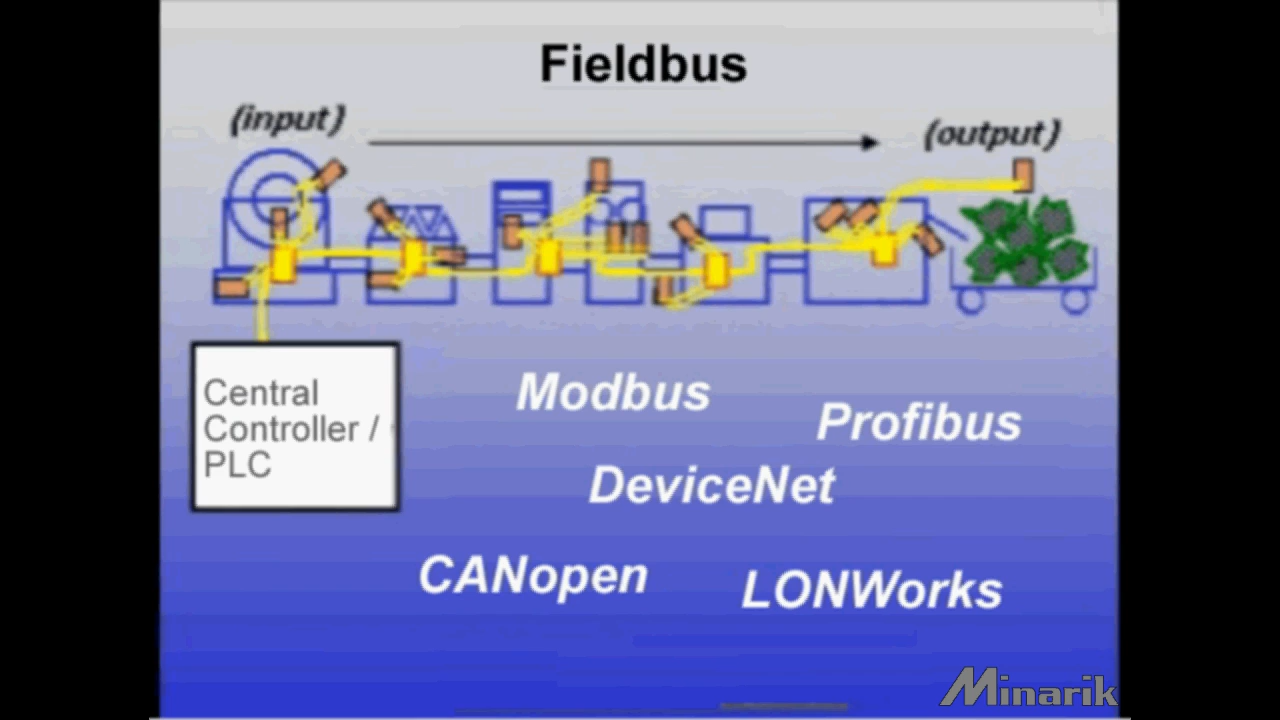 Fieldbus
(input)
(output)
Central
Controller /
PLC
Modbus
Profibus
DeviceNet
CANopen
LONWorks
Minarik